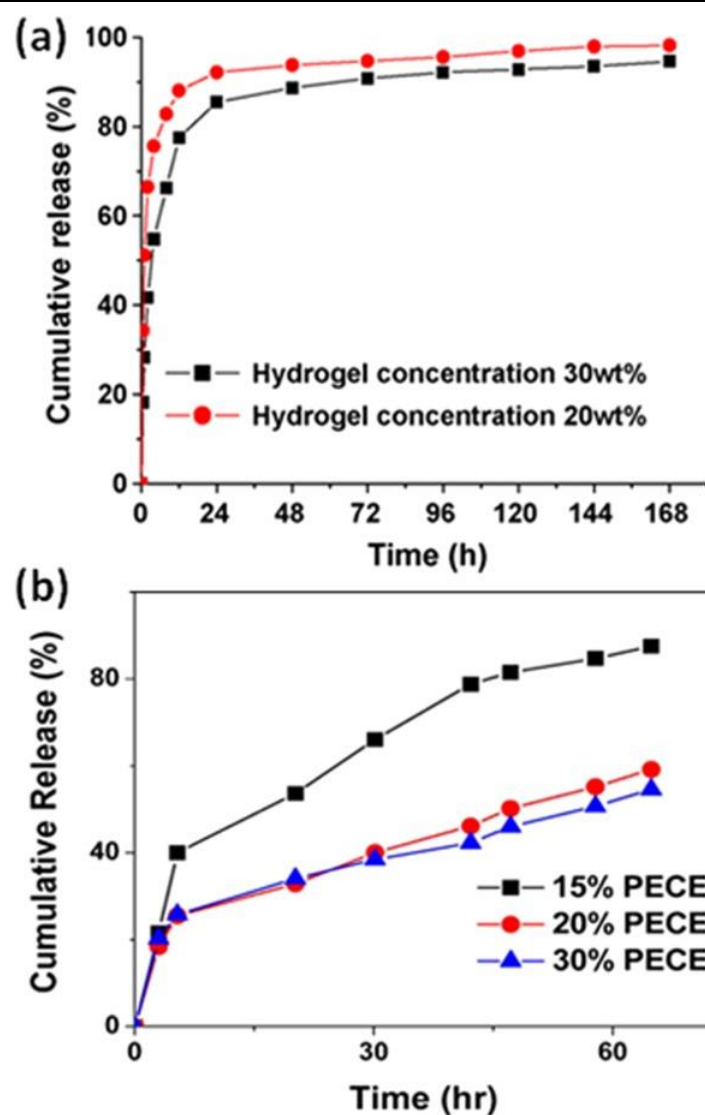 (a)
Cumulative release (%)
100
80
60
40
20
0
Hydrogel concentration 30wt%
Hydrogel concentration 20wt%
0 24 48 72 96 120 144 168
Time (h)
(b)
Cumulative Release (%)
80
40
0
15% PECE
20% PECE
30% PECE
0 30 60
Time (hr)